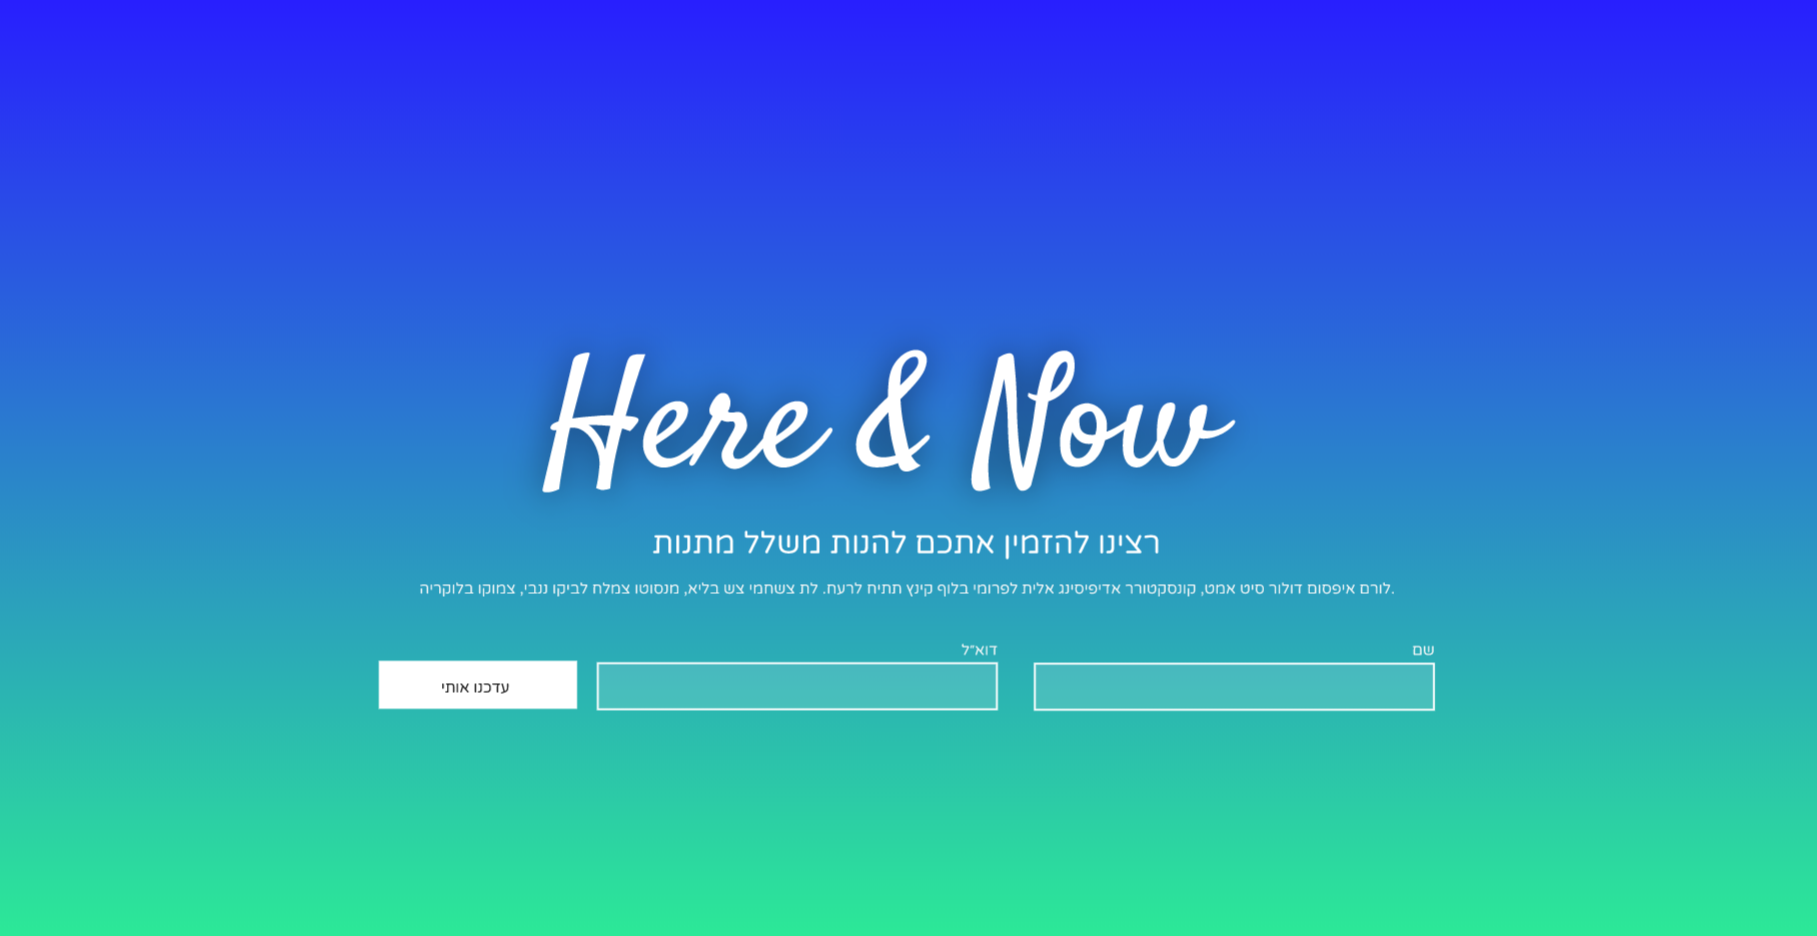 Here & Now
רצינו להזמין אתכם להנות משלל מתנות
לורם איפסום דולור סיט אמט, קונסקטורר אדיפיסינג אלית לפרומי בלוף קינץ תתיח לרעח. לת צשחמי צש בליא, מנסוטו צמלח לביקו ננבי, צמוקו בלוקריה.
שם
דוא״ל
עדכנו אותי